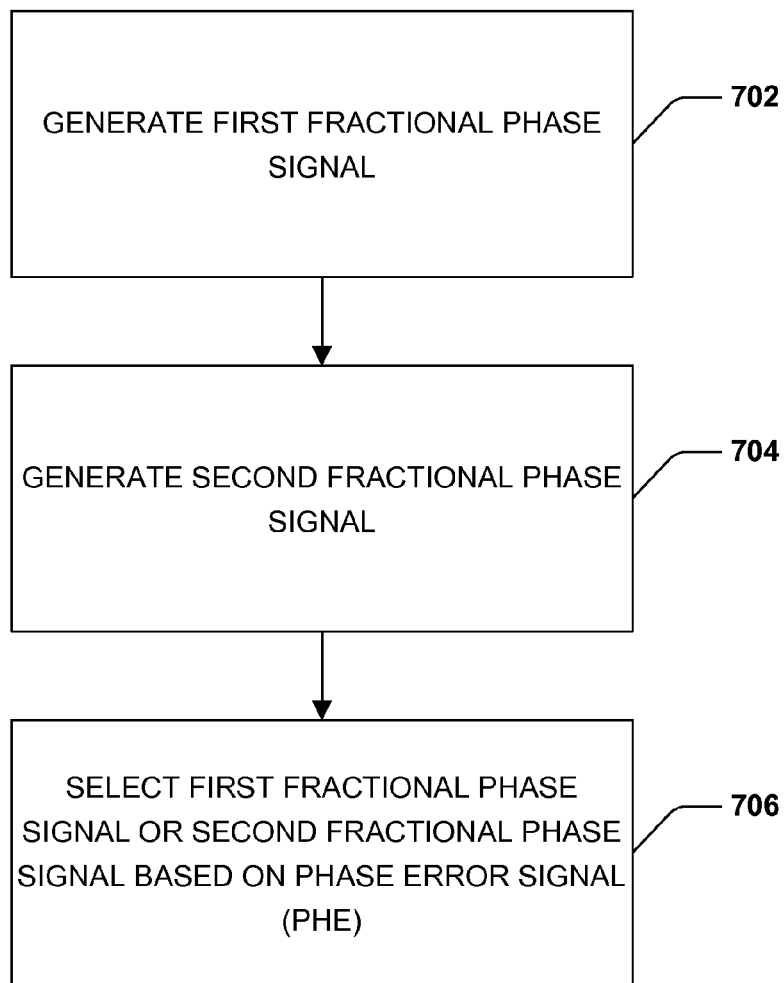 GENERATE FIRST FRACTIONAL PHASE
SIGNAL
702
GENERATE SECOND FRACTIONAL PHASE
SIGNAL
704
SELECT FIRST FRACTIONAL PHASE
SIGNAL OR SECOND FRACTIONAL PHASE
SIGNAL BASED ON PHASE ERROR SIGNAL
(PHE)
706